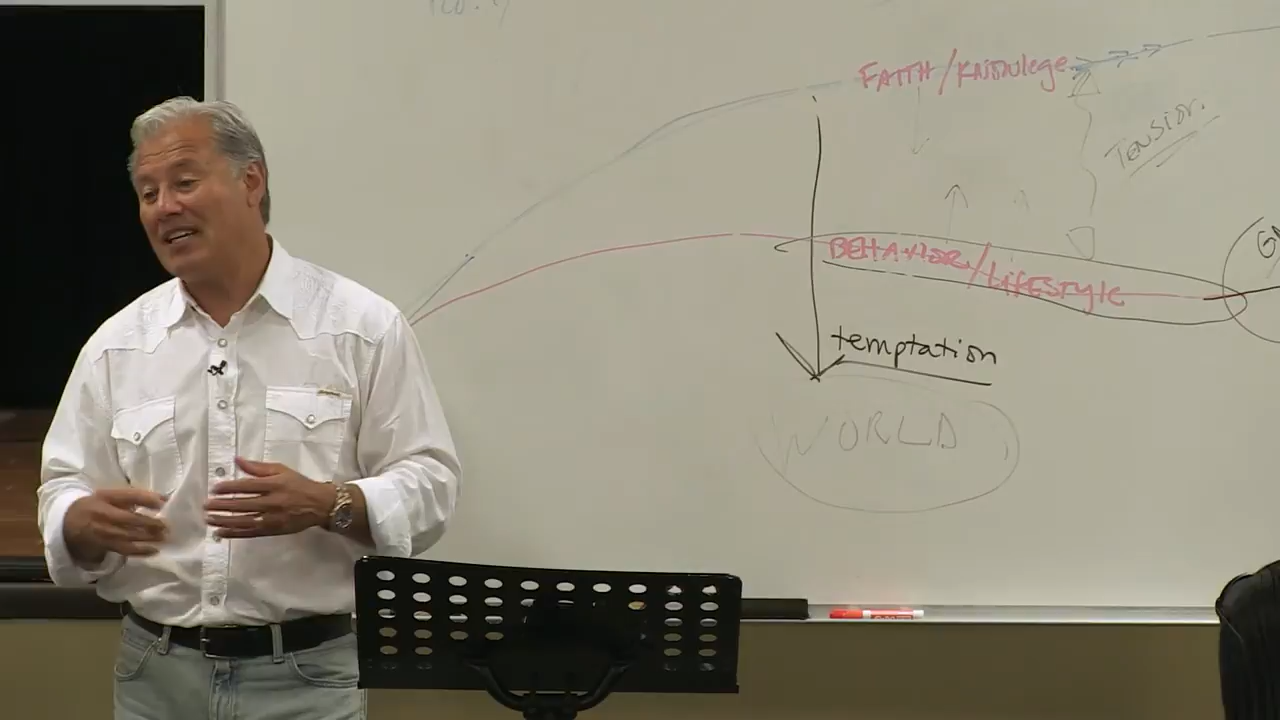 FAITH/KNOWLEGE
TENSION
BEHAVIOR/LIFESTYLE
temptation
WORLD